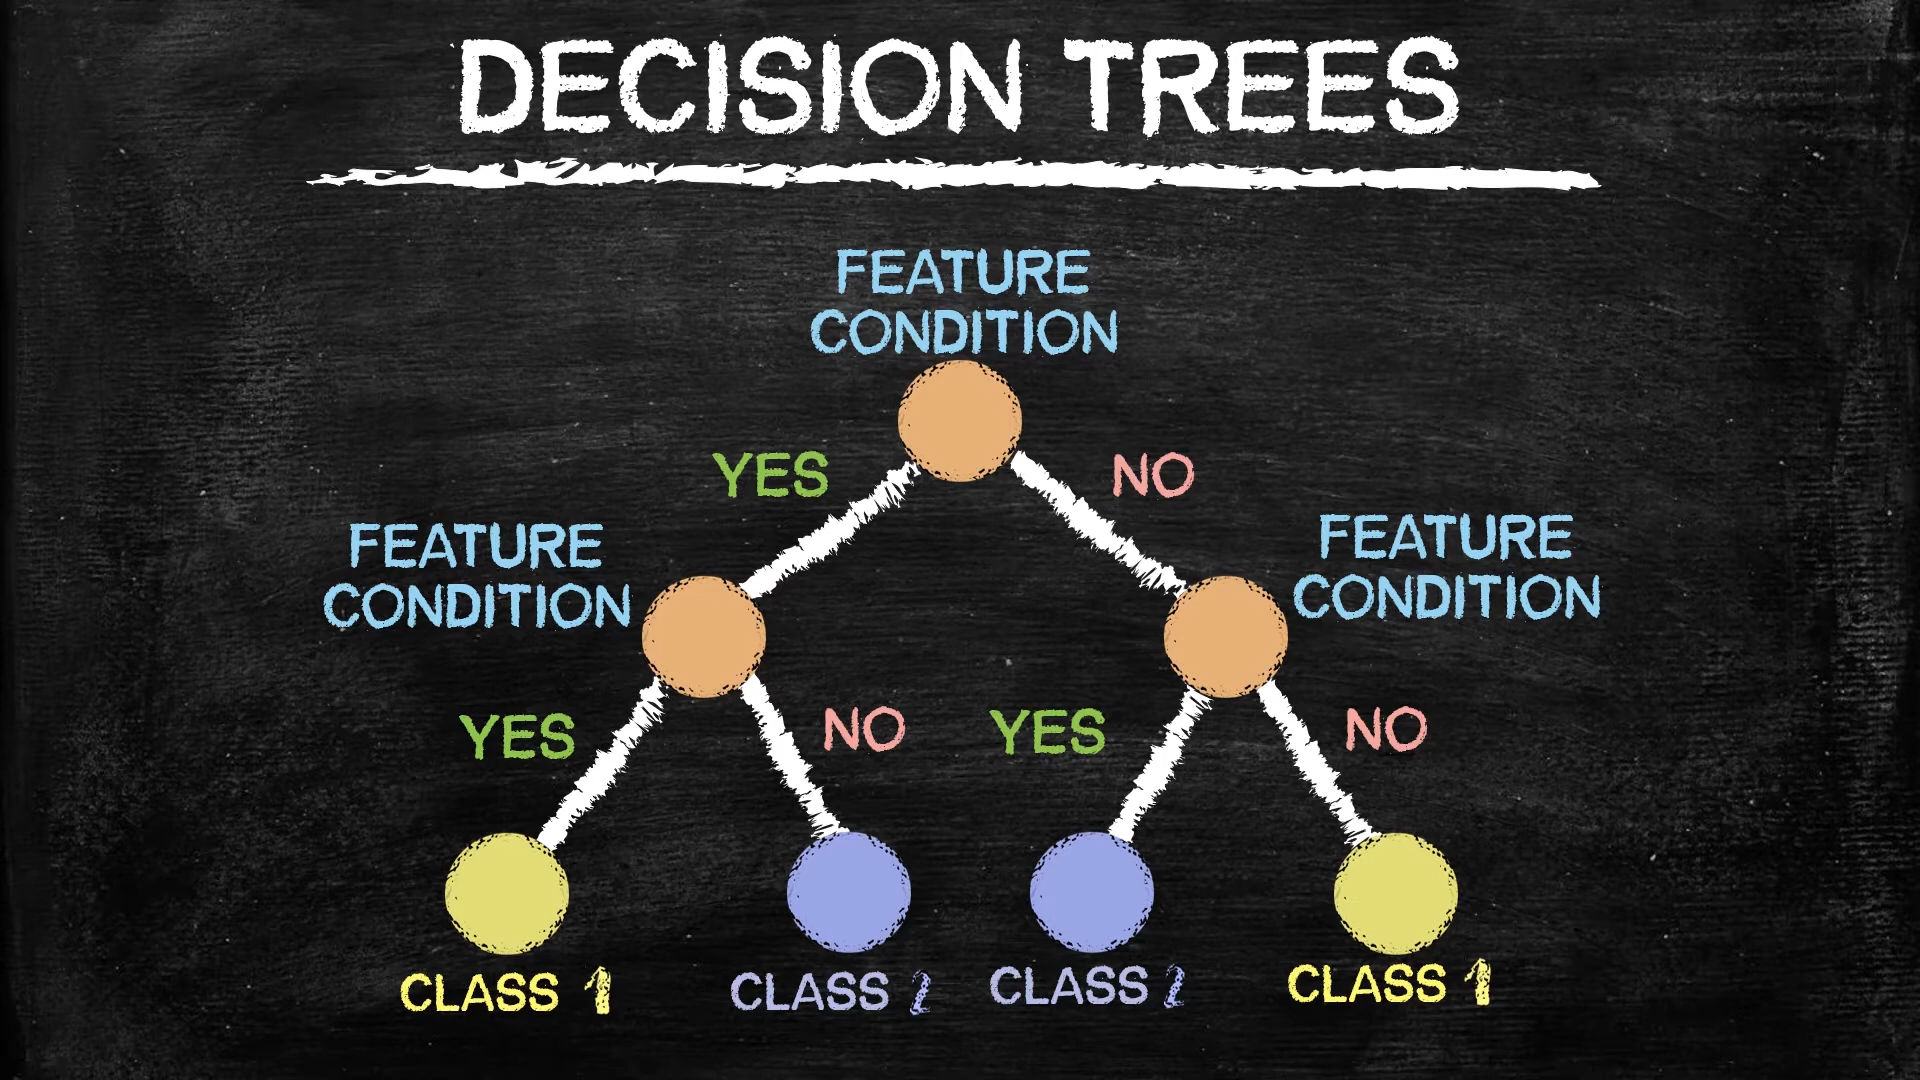 DECISION TREES
FEATURE
CONDITION
YES
NO
FEATURE
CONDITION
FEATURE
CONDITION
YES
NO
YES
NO
CLASS 1
CLASS 2
CLASS 2
CLASS 1